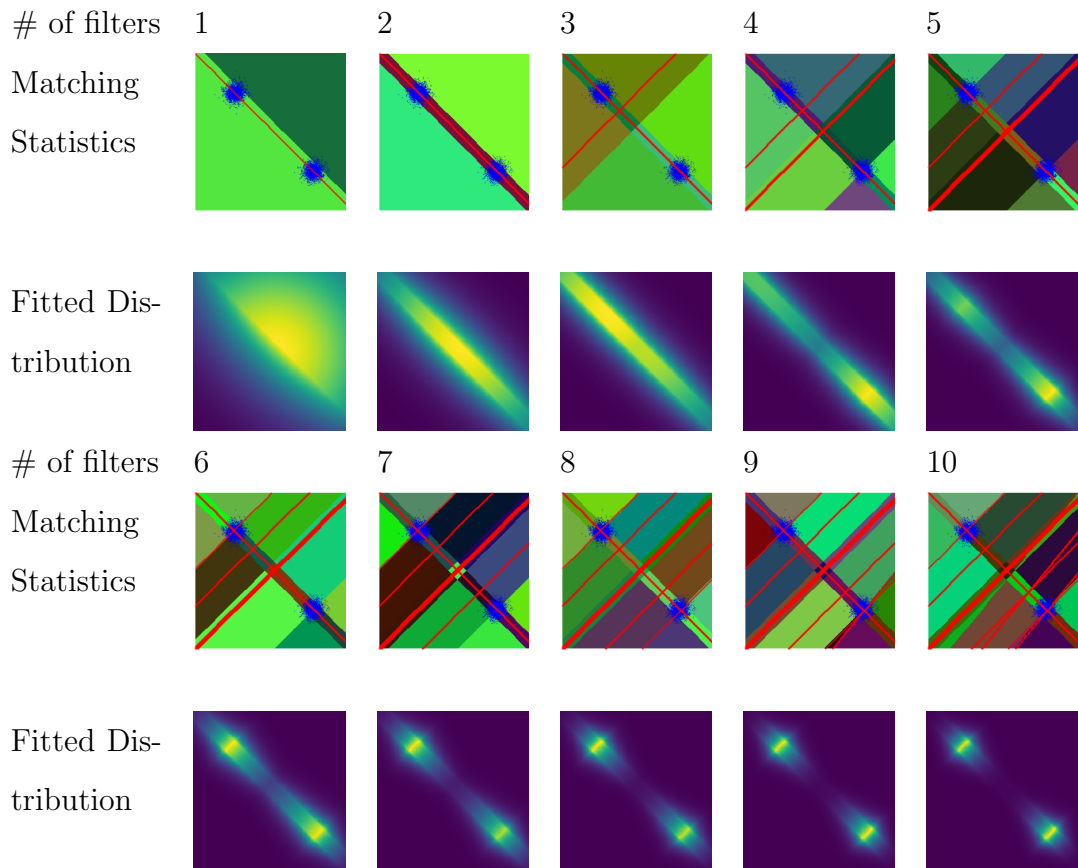 # of filters 1 2 3 4 5
Matching
Statistics
Fitted Dis-
tribution
# of filters 6 7 8 9 10
Matching
Statistics
Fitted Dis-
tribution